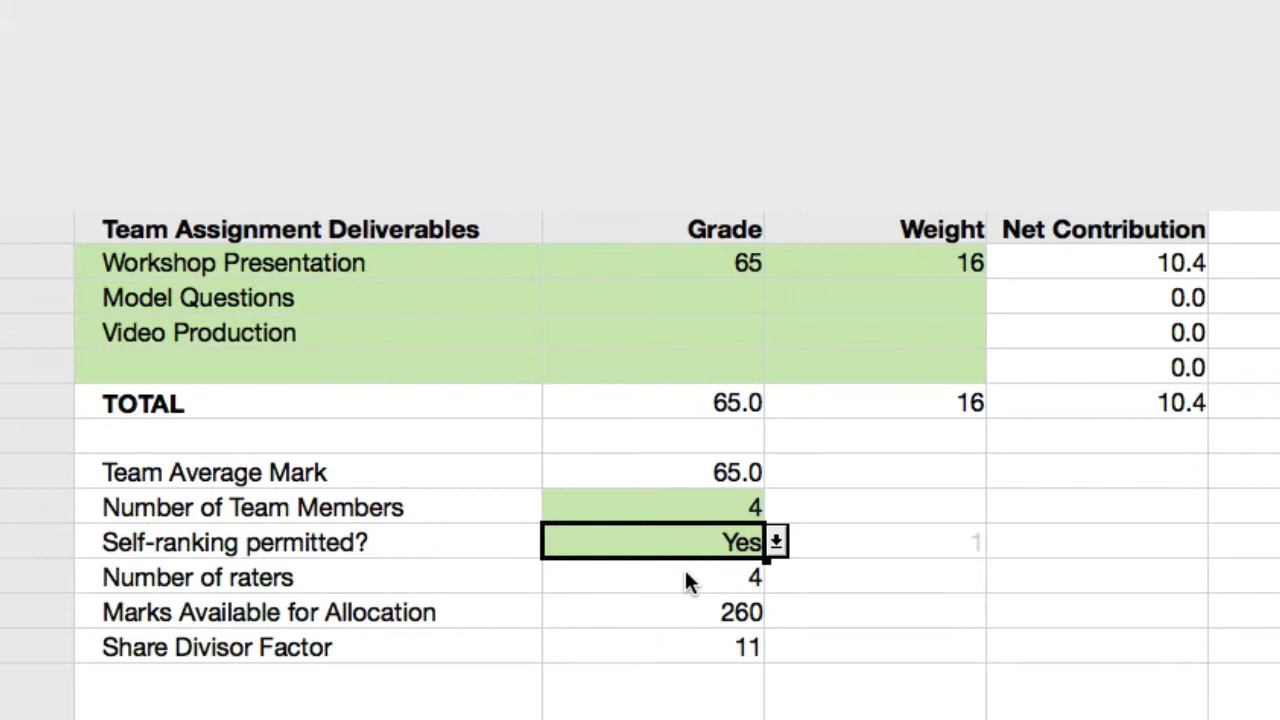 Team Assignment Deliverables Grade Weight Net Contribution
Workshop Presentation 65 16 10.4
Model Questions 0.0
Video Production 0.0
0.0
TOTAL 65.0 16 10.4
Team Average Mark 65.0
Number of Team Members 4
Self-ranking permitted? Yes 1
Number of raters 4
Marks Available for Allocation 260
Share Divisor Factor 11